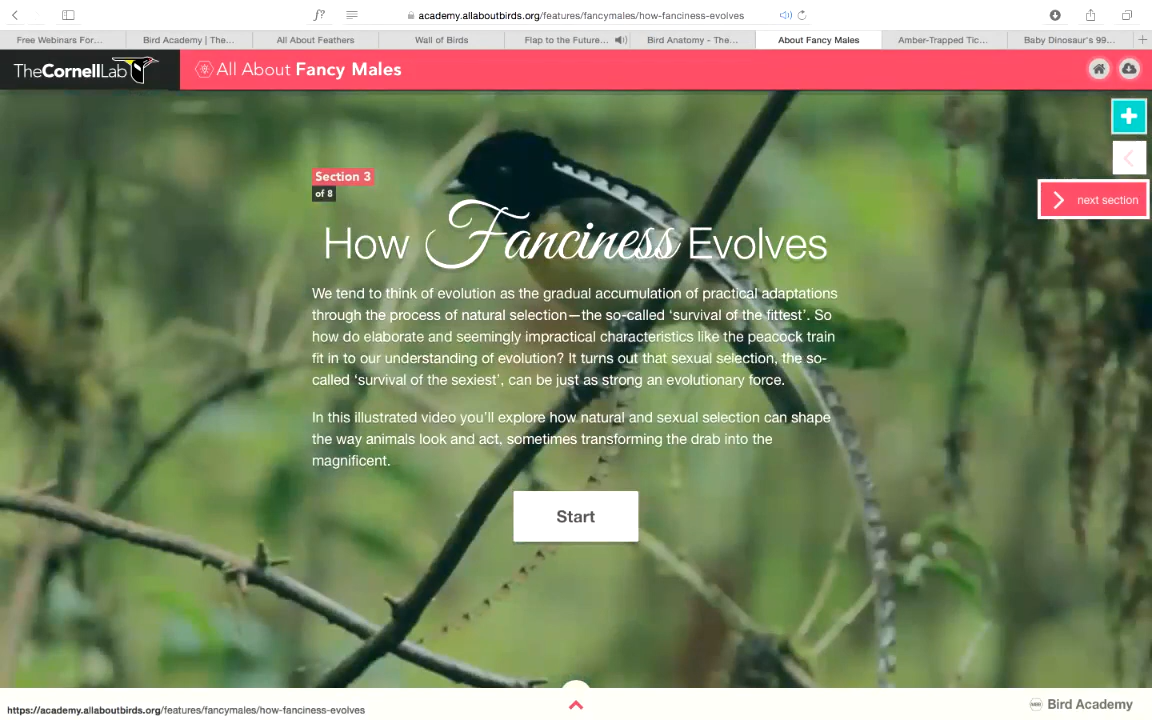 f?
academy.allaboutbirds.org/features/fancymales/how-fanciness-evolves
Free Webinars For...
Bird Academy | The...
All About Feathers
Wall of Birds
Flap to the Future...
Bird Anatomy - The...
About Fancy Males
Amber-Trapped Tic...
Baby Dinosaur's 99...
TheCornellLab
All About Fancy Males
Section 3
of 8
next section
How Fanciness Evolves
We tend to think of evolution as the gradual accumulation of practical adaptations
through the process of natural selection—the so-called ‘survival of the fittest’. So
how do elaborate and seemingly impractical characteristics like the peacock train
fit in to our understanding of evolution? It turns out that sexual selection, the so-
called ‘survival of the sexiest’, can be just as strong an evolutionary force.
In this illustrated video you’ll explore how natural and sexual selection can shape
the way animals look and act, sometimes transforming the drab into the
magnificent.
Start
https://academy.allaboutbirds.org/features/fancymales/how-fanciness-evolves
Bird Academy